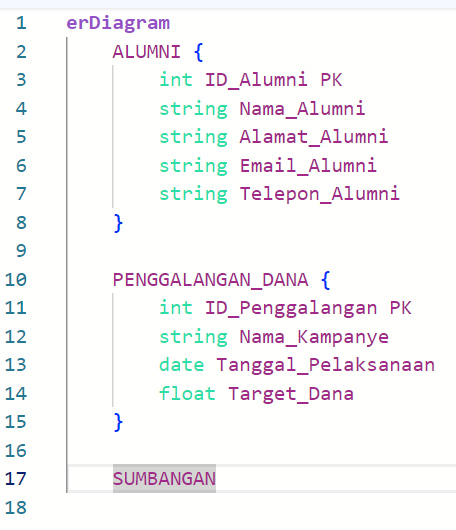 1 erDiagram
2 ALUMNI {
3 int ID_Alumni PK
4 string Nama_Alumni
5 string Alamat_Alumni
6 string Email_Alumni
7 string Telepon_Alumni
8 }
9
10 PENGGALANGAN_DANA {
11 int ID_Penggalangan PK
12 string Nama_Kampanye
13 date Tanggal_Pelaksanaan
14 float Target_Dana
15 }
16
17 SUMBANGAN
18